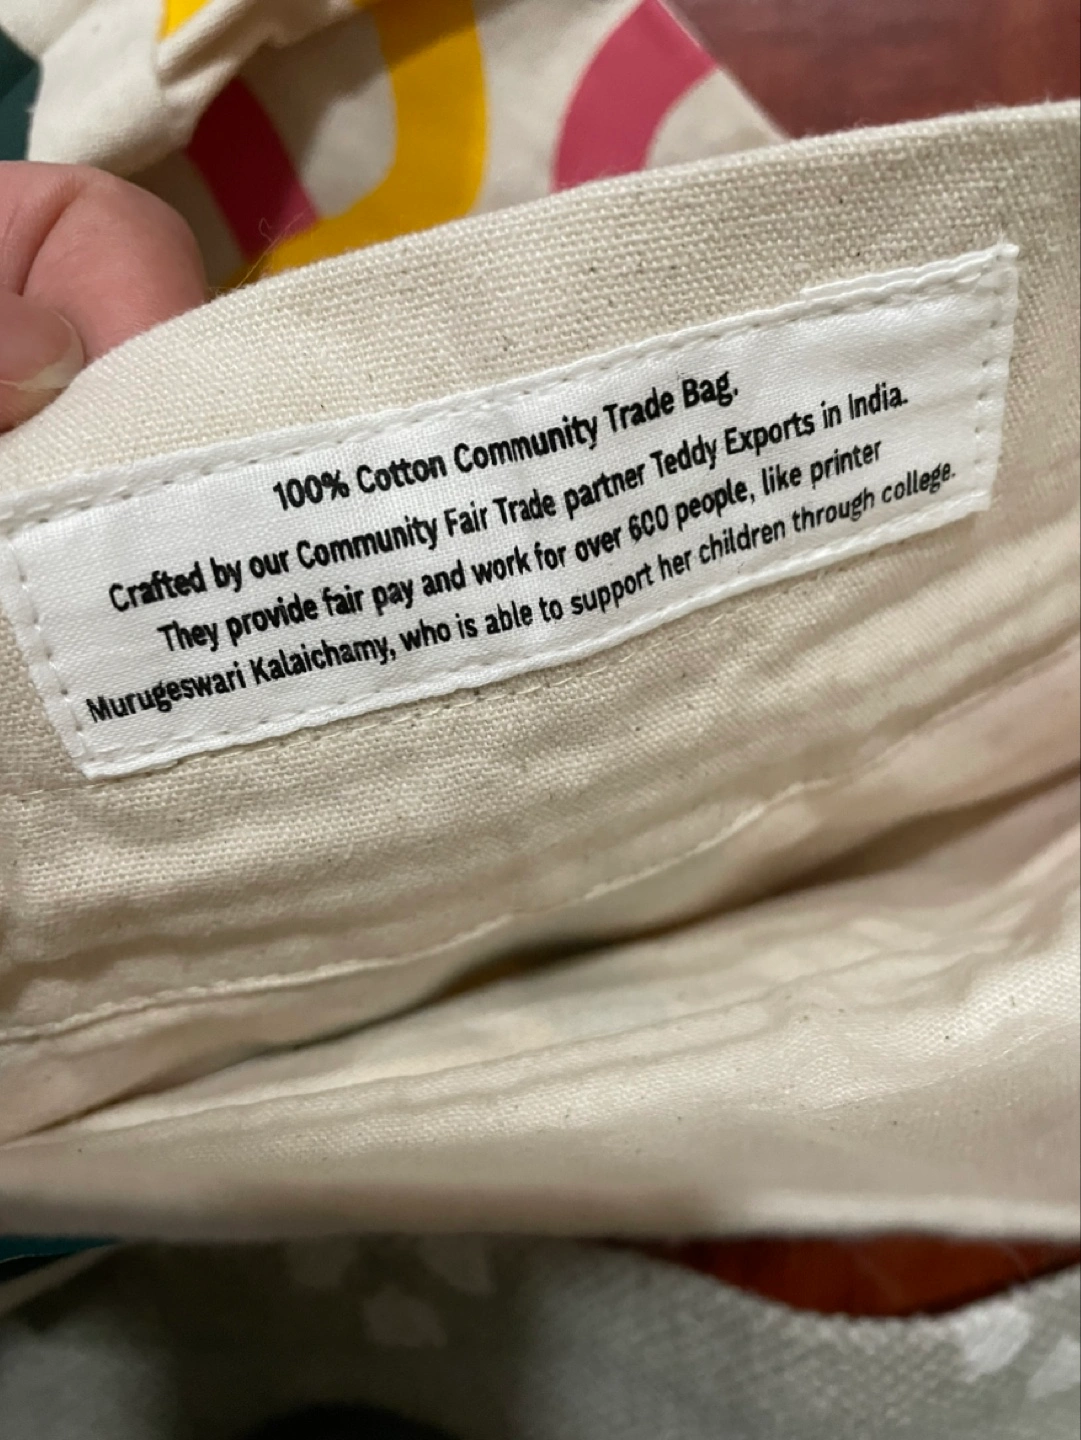 100% Cotton Community Trade Bag.
Crafted by our Community Fair Trade partner Teddy Exports in India.
They provide fair pay and work for over 600 people, like printer
Murugeswari Kalaichamy, who is able to support her children through college.